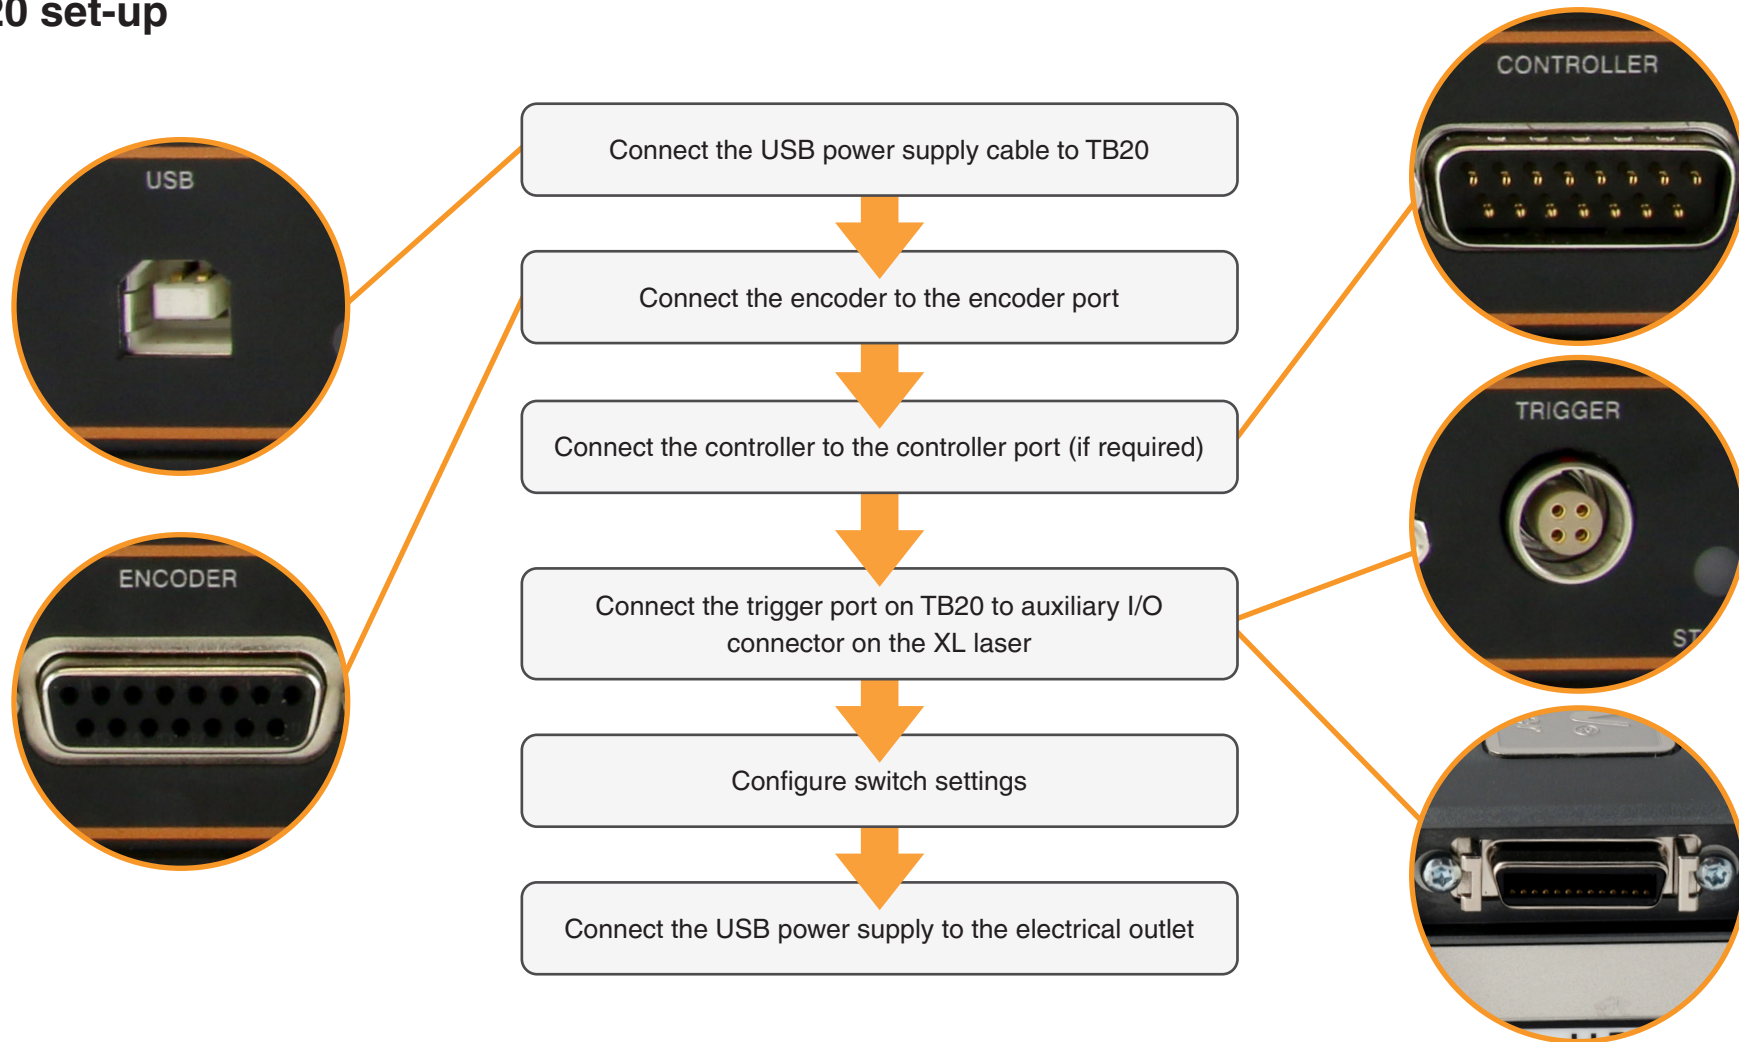 20 set-up
CONTROLLER
Connect the USB power supply cable to TB20
USB
Connect the encoder to the encoder port
TRIGGER
Connect the controller to the controller port (if required)
ENCODER
Connect the trigger port on TB20 to auxiliary I/O
connector on the XL laser
ST
Configure switch settings
Connect the USB power supply to the electrical outlet